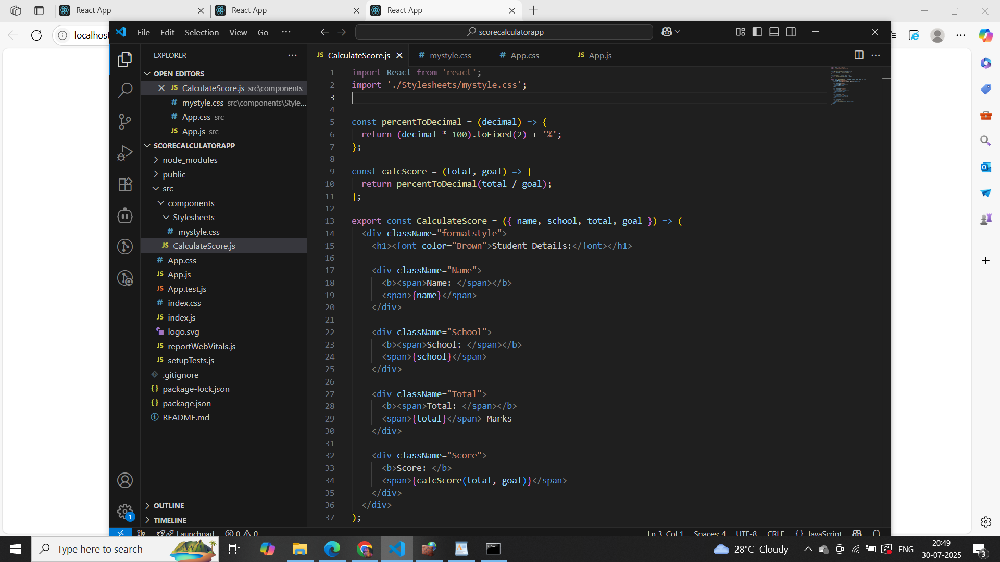 React App
React App
React App
localhost
File Edit Selection View Go
scorecalculatorapp
EXPLORER
OPEN EDITORS
JS CalculateScore.js src\components
# mystyle.css src\components\Style...
# App.css src
JS App.js src
SCORECALCULATORAPP
node_modules
public
src
components
Stylesheets
# mystyle.css
JS CalculateScore.js
# App.css
JS App.js
JS App.test.js
# index.css
JS index.js
logo.svg
JS reportWebVitals.js
JS setupTests.js
.gitignore
{} package-lock.json
{} package.json
README.md
OUTLINE
TIMELINE
1
JS CalculateScore.js # mystyle.css # App.css JS App.js
1 import React from 'react';
2 import './Stylesheets/mystyle.css';
3
4
5 const percentToDecimal = (decimal) => {
6 return (decimal * 100).toFixed(2) + '%';
7 };
8
9 const calcScore = (total, goal) => {
10 return percentToDecimal(total / goal);
11 };
12
13 export const CalculateScore = ({ name, school, total, goal }) => (
14 <div className="formatstyle">
15 <h1><font color="Brown">Student Details:</font></h1>
16
17 <div className="Name">
18 <b><span>Name: </span></b>
19 <span>{name}</span>
20 </div>
21
22 <div className="School">
23 <b><span>School: </span></b>
24 <span>{school}</span>
25 </div>
26
27 <div className="Total">
28 <b><span>Total: </span></b>
29 <span>{total}</span> Marks
30 </div>
31
32 <div className="Score">
33 <b>Score: </b>
34 <span>{calcScore(total, goal)}</span>
35 </div>
36 </div>
37 );
Launchpad 0 0 Ln 3, Col 1 Spaces: 4 UTF-8 CRLF {} JavaScript
Type here to search
28°C Cloudy
ENG
20:49
30-07-2025
3